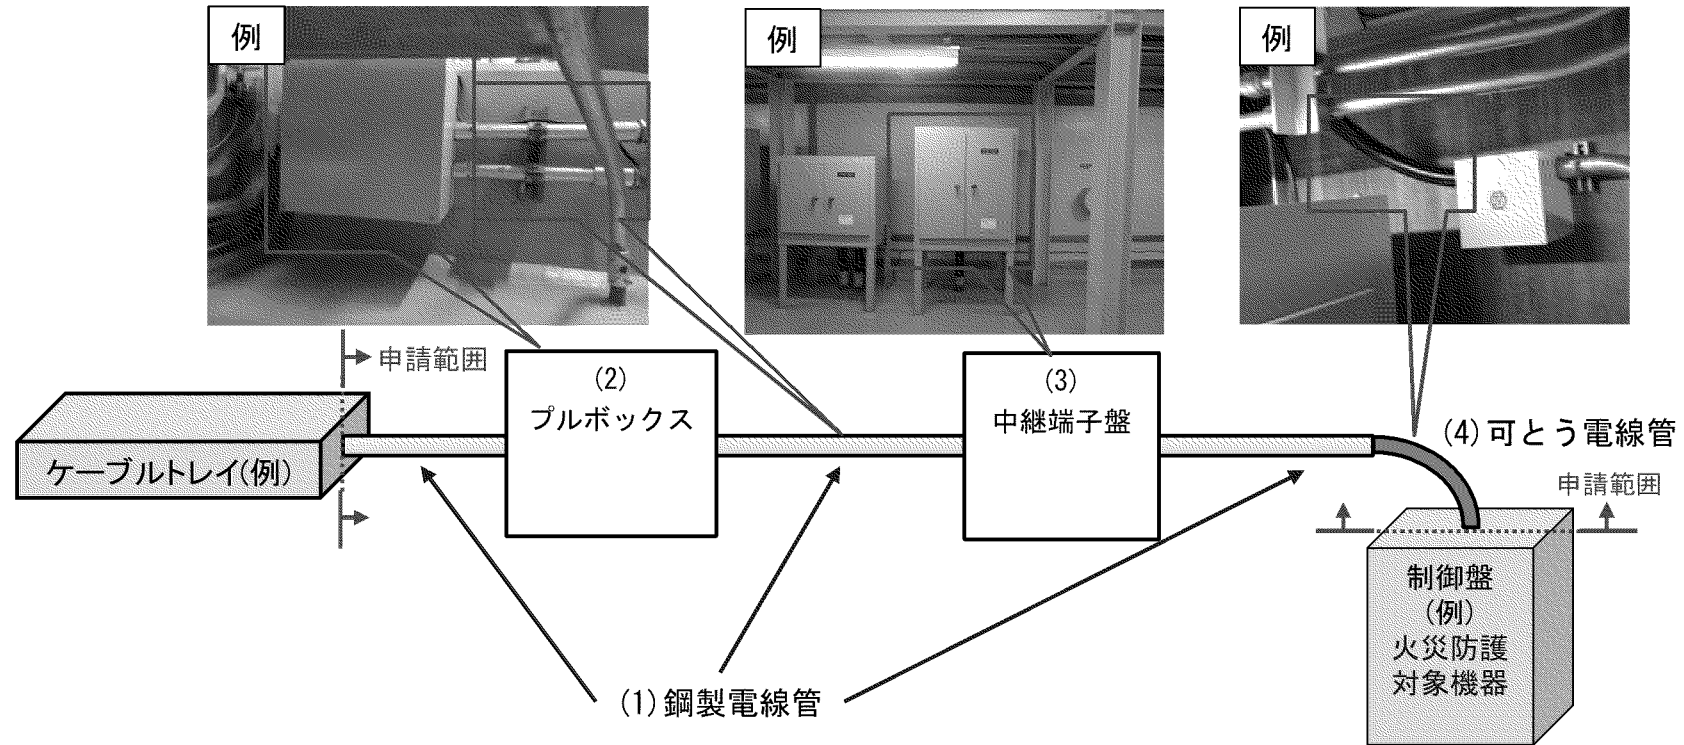 例
例
例
申請範囲
(2)
プルボックス
(3)
中継端子盤
(4)可とう電線管
ケーブルトレイ(例)
申請範囲
制御盤
(例)
火災防護
対象機器
(1)鋼製電線管